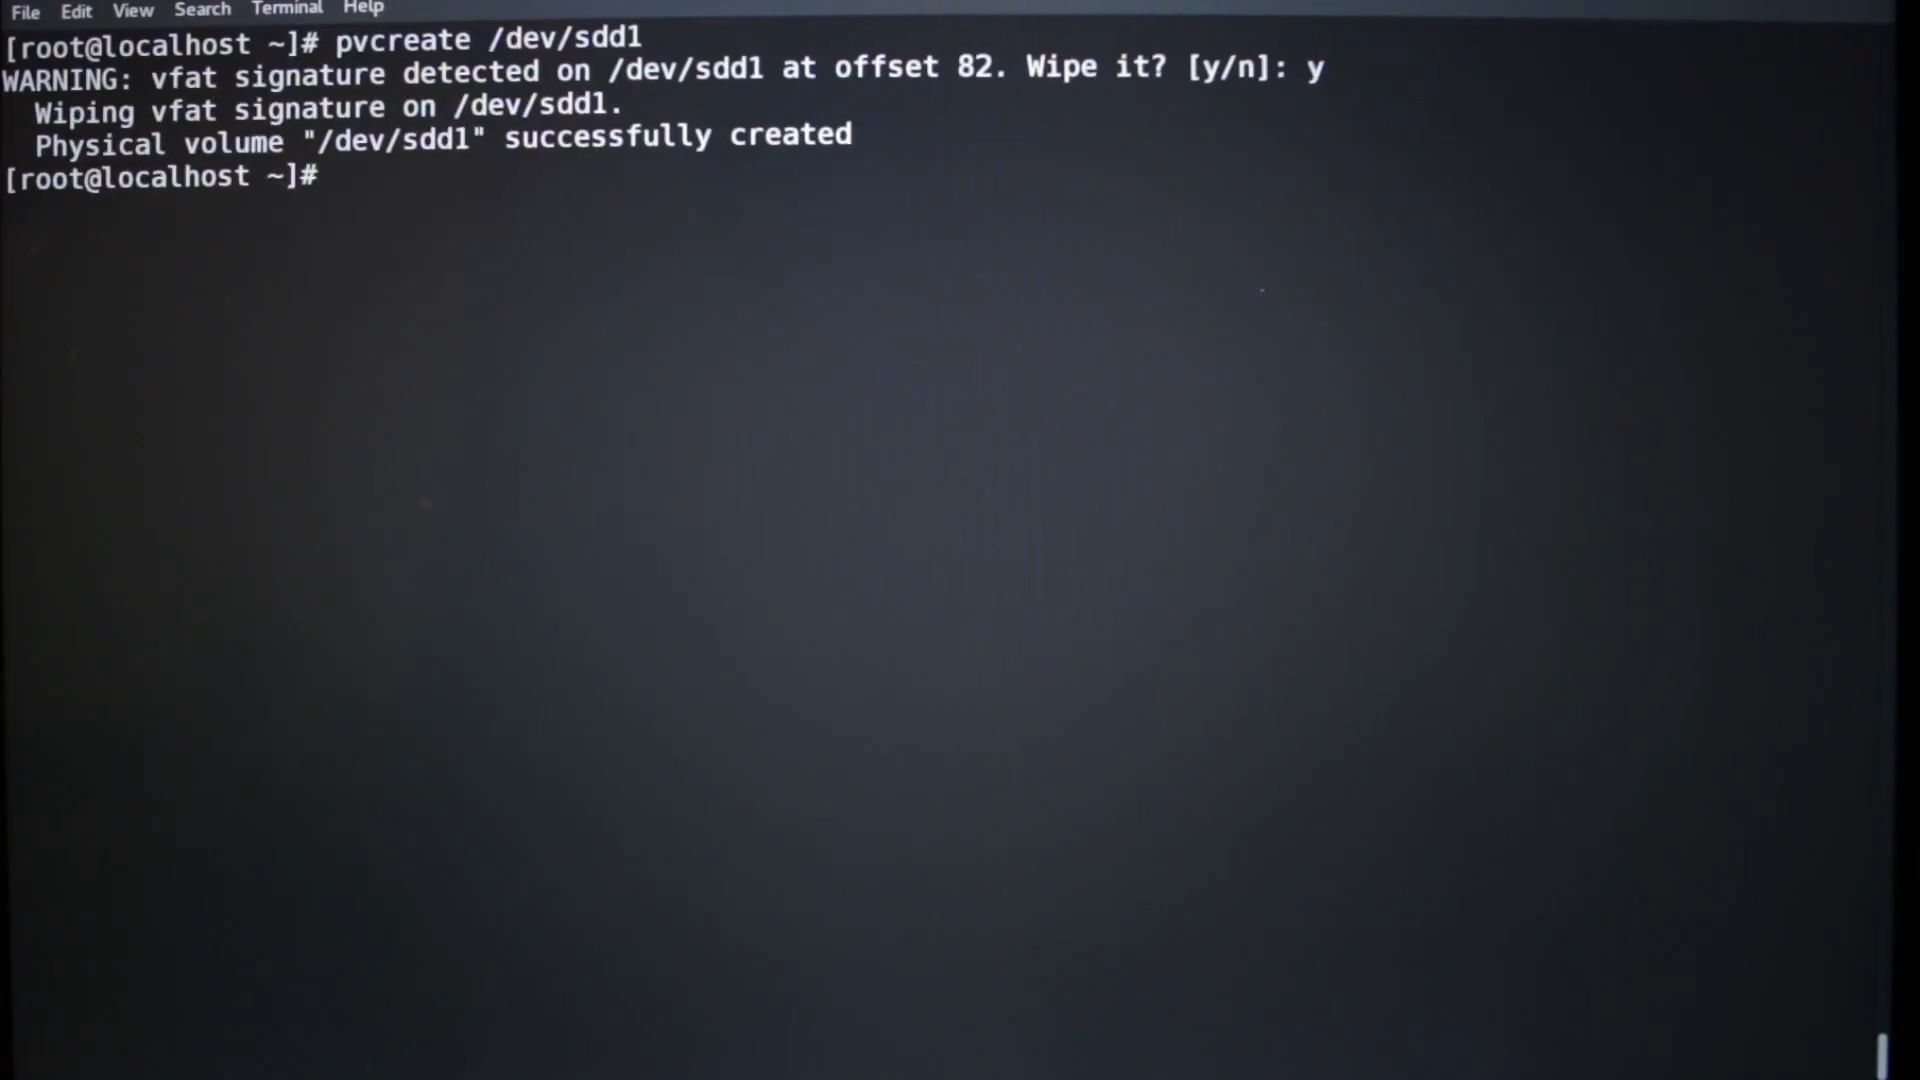 File Edit View Search Terminal Help
[root@localhost ~]# pvcreate /dev/sdd1
WARNING: vfat signature detected on /dev/sdd1 at offset 82. Wipe it? [y/n]: y
  Wiping vfat signature on /dev/sdd1.
  Physical volume "/dev/sdd1" successfully created
[root@localhost ~]#